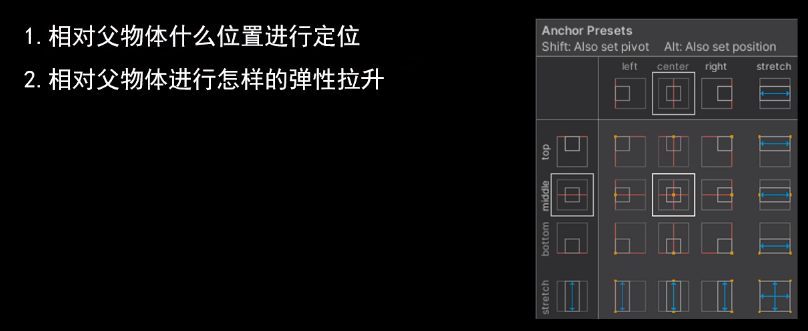 1.相对父物体什么位置进行定位
2.相对父物体进行怎样的弹性拉升
Anchor Presets
Shift: Also set pivot Alt: Also set position
left center right stretch
top
middle
bottom
stretch